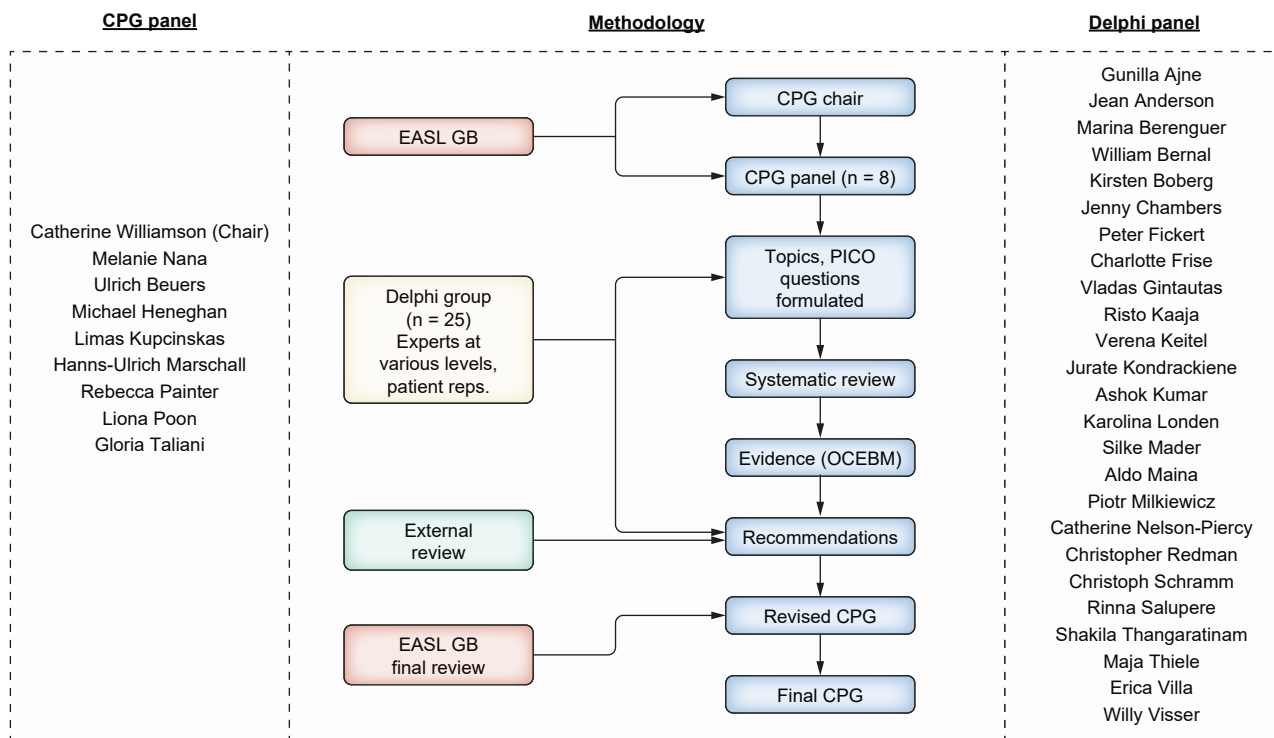 CPG panel
Methodology
Delphi panel
Catherine Williamson (Chair)
Melanie Nana
Ulrich Beuers
Michael Heneghan
Limas Kupcinskas
Hanns-Ulrich Marschall
Rebecca Painter
Liona Poon
Gloria Taliani
EASL GB
Delphi group
(n = 25)
Experts at
various levels,
patient reps.
External
review
EASL GB
final review
CPG chair
CPG panel (n = 8)
Topics, PICO
questions
formulated
Systematic review
Evidence (OCEBM)
Recommendations
Revised CPG
Final CPG
Gunilla Ajne
Jean Anderson
Marina Berenguer
William Bernal
Kirsten Boberg
Jenny Chambers
Peter Fickert
Charlotte Frise
Vladas Gintautas
Risto Kaaja
Verena Keitel
Jurate Kondrackiene
Ashok Kumar
Karolina Londen
Silke Mader
Aldo Maina
Piotr Milkiewicz
Catherine Nelson-Piercy
Christopher Redman
Christoph Schramm
Rinna Salupere
Shakila Thangaratinam
Maja Thiele
Erica Villa
Willy Visser